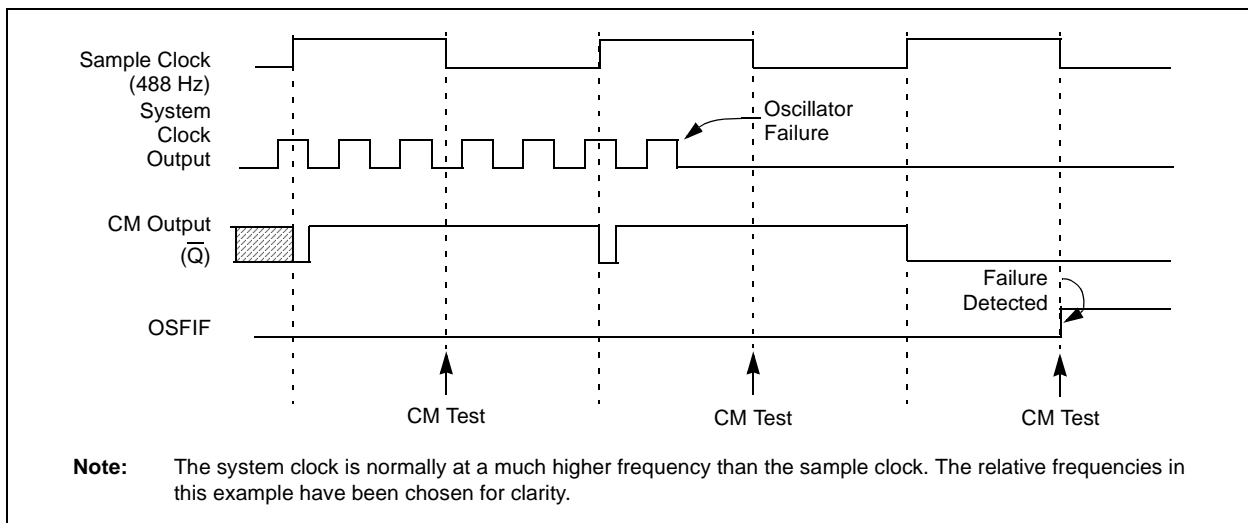 Sample Clock
(488 Hz)
System
Clock
Output
Oscillator
Failure
CM Output
(Q̅)
Failure
Detected
OSFIF
CM Test
CM Test
CM Test
Note: The system clock is normally at a much higher frequency than the sample clock. The relative frequencies in
this example have been chosen for clarity.